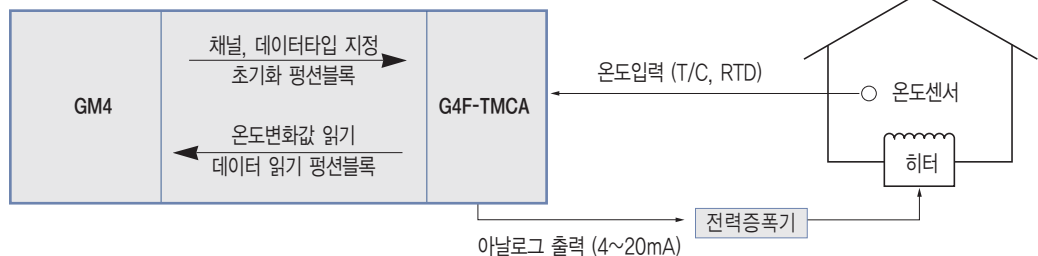 GM4
채널, 데이터타입 지정
초기화 펑션블록
온도변화값 읽기
데이터 읽기 펑션블록
G4F-TMCA
온도입력 (T/C, RTD)
온도센서
히터
전력증폭기
아날로그 출력 (4~20mA)